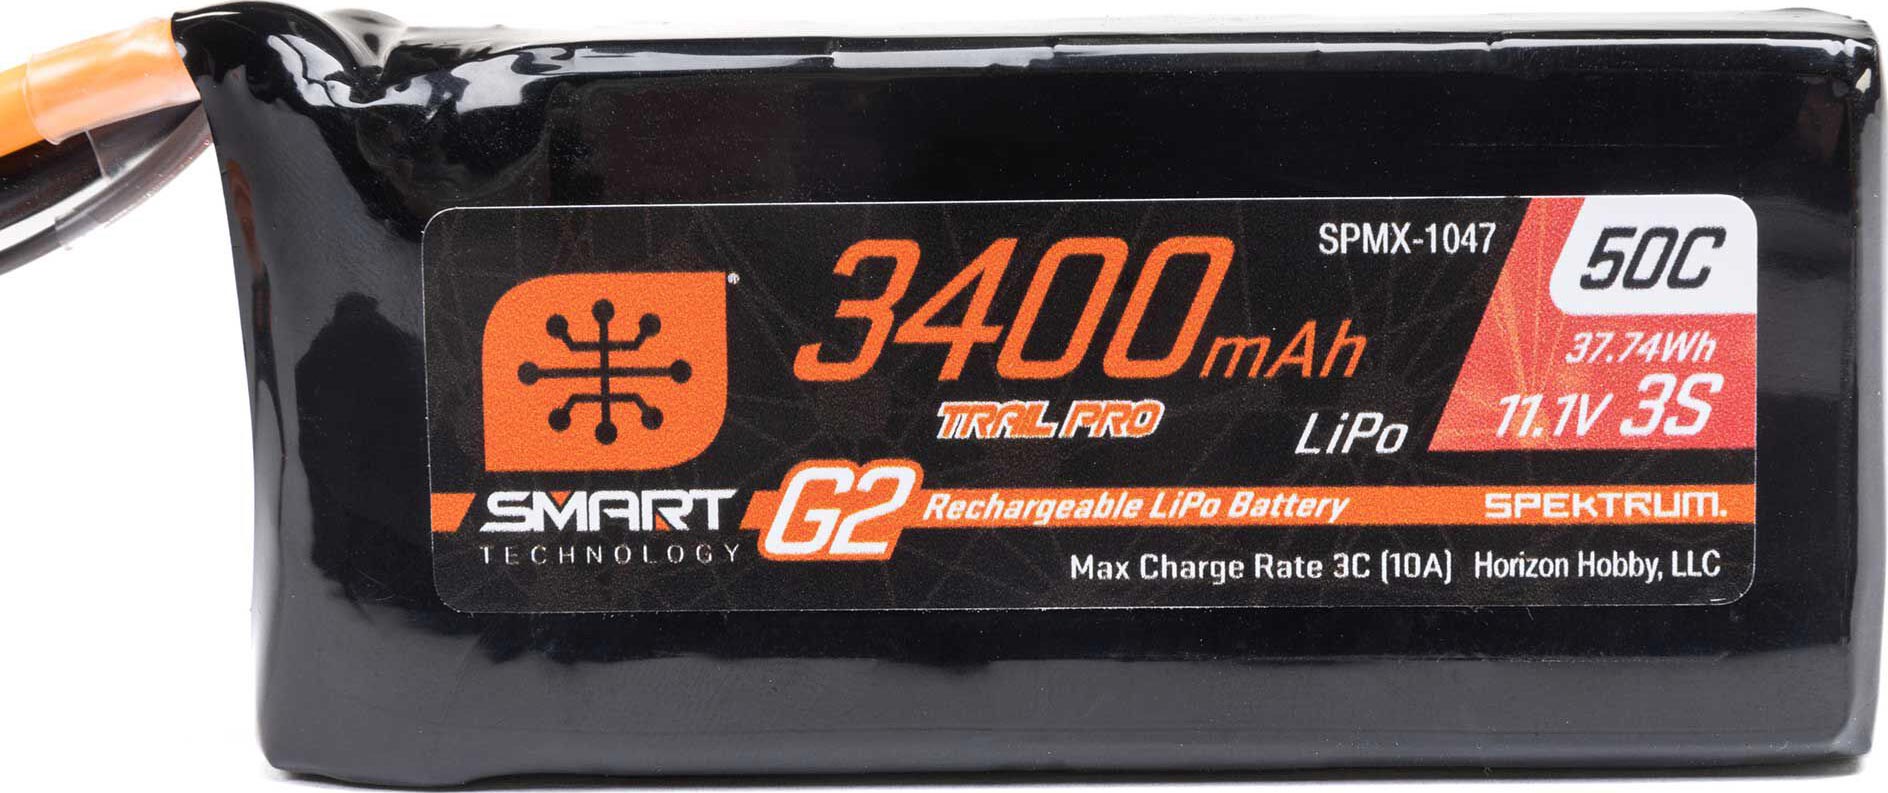 SPMX-1047
50C
3400mAh
37.74Wh
11.1V 3S
TRAIL PRO
LiPo
SMART
TECHNOLOGY
G2 Rechargeable LiPo Battery
SPEKTRUM.
Max Charge Rate 3C (10A) Horizon Hobby, LLC